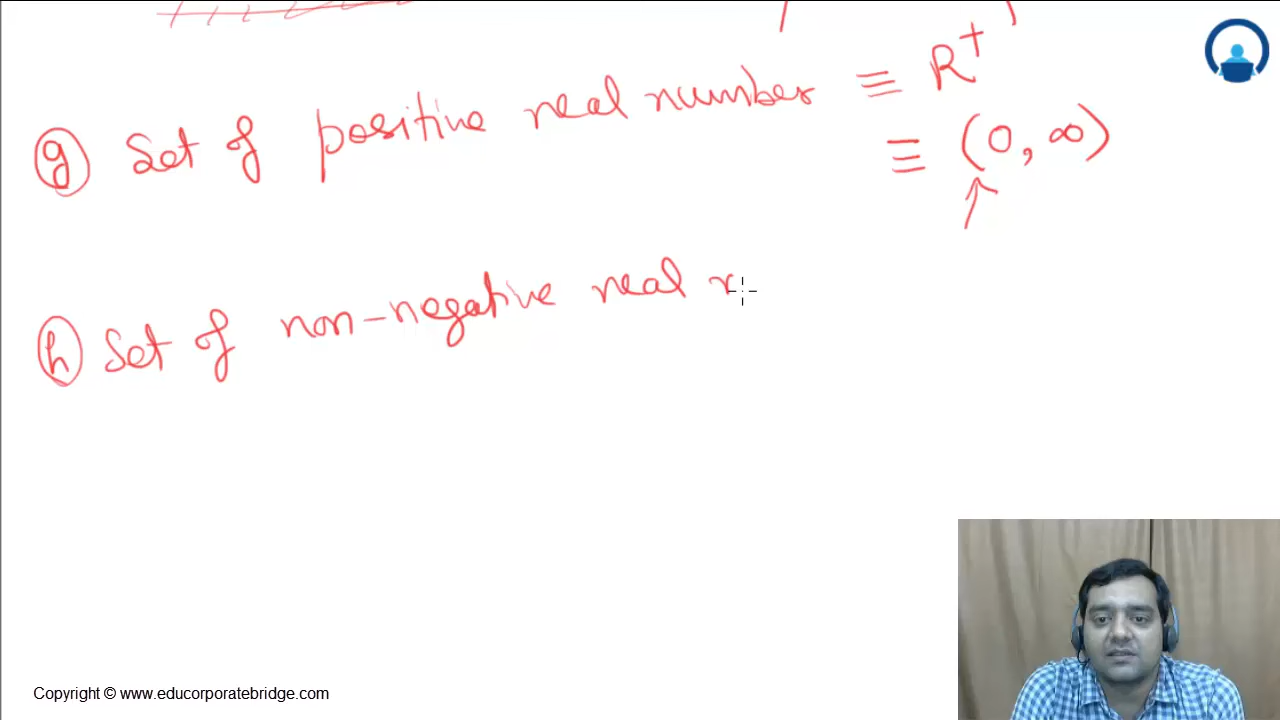 (g) Set of positive real number ≡ R⁺
≡ (0, ∞)
(h) Set of non-negative real
Copyright © www.educorporatebridge.com